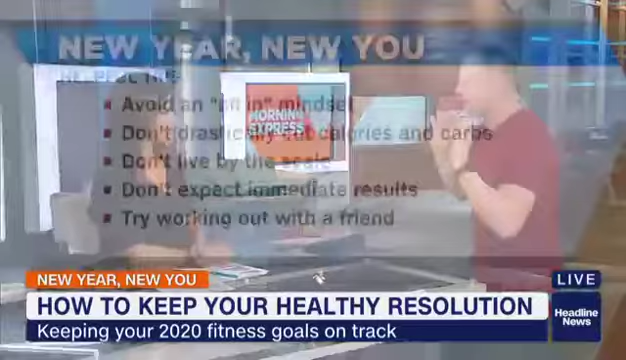 NEW YEAR, NEW YOU
HELPFUL TIPS
Avoid an "all in" mindset
MORNING
EXPRESS
Don't drastically cut calories and carbs
Don't live by the scale
Don't expect immediate results
Try working out with a friend
NEW YEAR, NEW YOU
LIVE
HOW TO KEEP YOUR HEALTHY RESOLUTION
Headline
News
Keeping your 2020 fitness goals on track